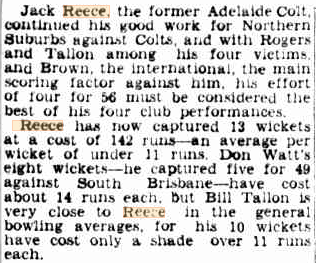 Jack Reece, the former Adelaide Colt,
continued his good work for Northern
Suburbs against Colts, and with Rogers
and Tallon among his four victims,
and Brown, the international, the main
scoring factor against him, his effort
of four for 56 must be considered the
best of his four club performances.
Reece has now captured 13 wickets
at a cost of 142 runs—an average per
wicket of under 11 runs. Don Watt's
eight wickets—he captured five for 49
against South Brisbane—have cost
about 14 runs each, but Bill Tallon is
very close to Reece in the general
bowling averages, for his 10 wickets
have cost only a shade over 11 runs
each.